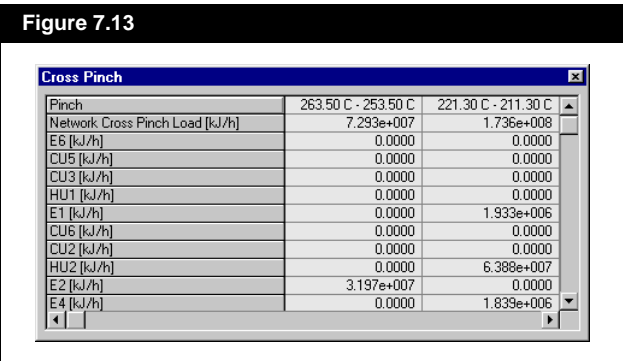 Figure 7.13
Cross Pinch
Pinch 263.50 C - 253.50 C 221.30 C - 211.30 C
Network Cross Pinch Load [kJ/h] 7.293e+007 1.736e+008
E6 [kJ/h] 0.0000 0.0000
CU5 [kJ/h] 0.0000 0.0000
CU3 [kJ/h] 0.0000 0.0000
HU1 [kJ/h] 0.0000 0.0000
E1 [kJ/h] 0.0000 1.933e+006
CU6 [kJ/h] 0.0000 0.0000
CU2 [kJ/h] 0.0000 0.0000
HU2 [kJ/h] 0.0000 6.388e+007
E2 [kJ/h] 3.197e+007 0.0000
E4 [kJ/h] 0.0000 1.839e+006